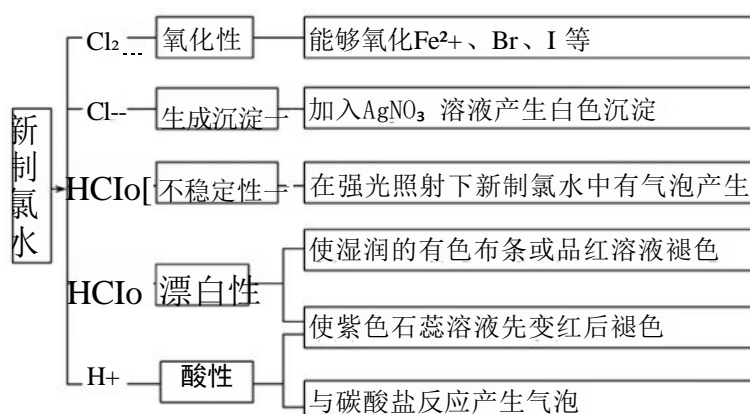 新制氯水
Cl₂ 氧化性 能够氧化Fe²+、Br、I 等
Cl-- 生成沉淀一 加入AgNO₃ 溶液产生白色沉淀
HCIo[ 不稳定性一 在强光照射下新制氯水中有气泡产生
HCIo 漂白性
使湿润的有色布条或品红溶液褪色
使紫色石蕊溶液先变红后褪色
H+ 酸性
与碳酸盐反应产生气泡